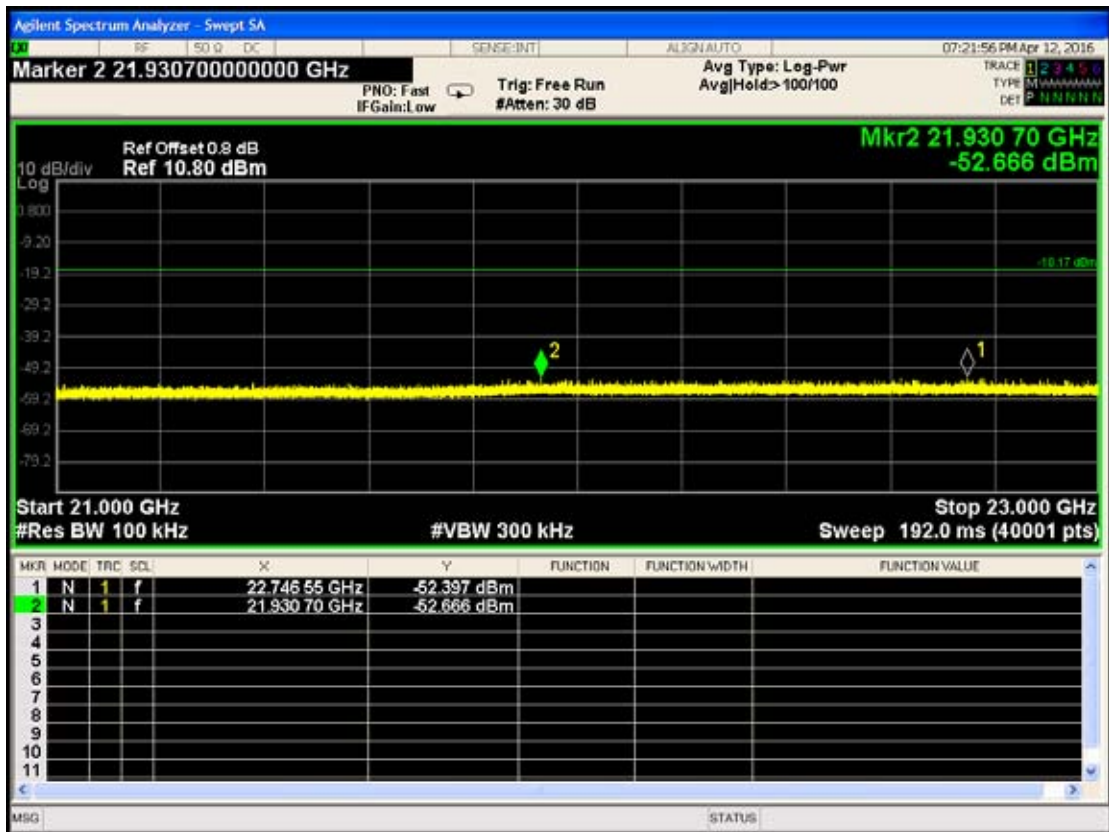 Agilent Spectrum Analyzer - Swept SA
RF 50 Ω DC SENSE:INT ALIGN AUTO 07:21:56 PM Apr 12, 2016
Marker 2 21.930700000000 GHz
PNO: Fast
IFGain:Low
Trig: Free Run
#Atten: 30 dB
Avg Type: Log-Pwr
Avg|Hold:> 100/100
TRACE 1 2 3 4 5 6
TYPE M
DET P N N N N N
Mkr2 21.930 70 GHz
-52.666 dBm
Ref Offset 0.8 dB
10 dB/div Ref 10.80 dBm
Log
0.800
-9.20
-19.2
-29.2
-39.2
-49.2
-59.2
-69.2
-79.2
2
1
Start 21.000 GHz Stop 23.000 GHz
#Res BW 100 kHz #VBW 300 kHz Sweep 192.0 ms (40001 pts)
MKR MODE TRC SCL X Y FUNCTION FUNCTION WIDTH FUNCTION VALUE
1 N 1 f 22.746 55 GHz -52.397 dBm
2 N 1 f 21.930 70 GHz -52.666 dBm
3
4
5
6
7
8
9
10
11
MSG STATUS